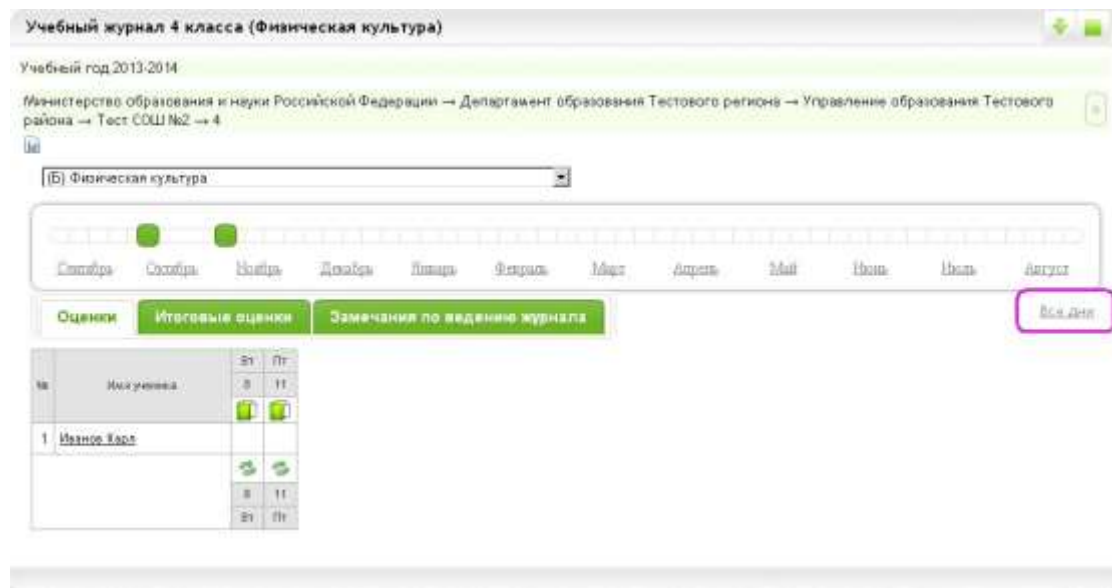 Учебный журнал 4 класса (Физическая культура)
Учебный год 2013-2014
Министерство образования и науки Российской Федерации → Департамент образования Тестового региона → Управление образования Тестового
района → Тест СОШ №2 → 4
(Б) Физическая культура
Сентябрь Октябрь Ноябрь Декабрь Январь Февраль Март Апрель Май Июнь Июль Август
Оценки Итоговые оценки Замечания по ведению журнала Все дни
Вт Пт
№ Имя ученика 8 11
1 Иванов Карл
8 11
Вт Пт